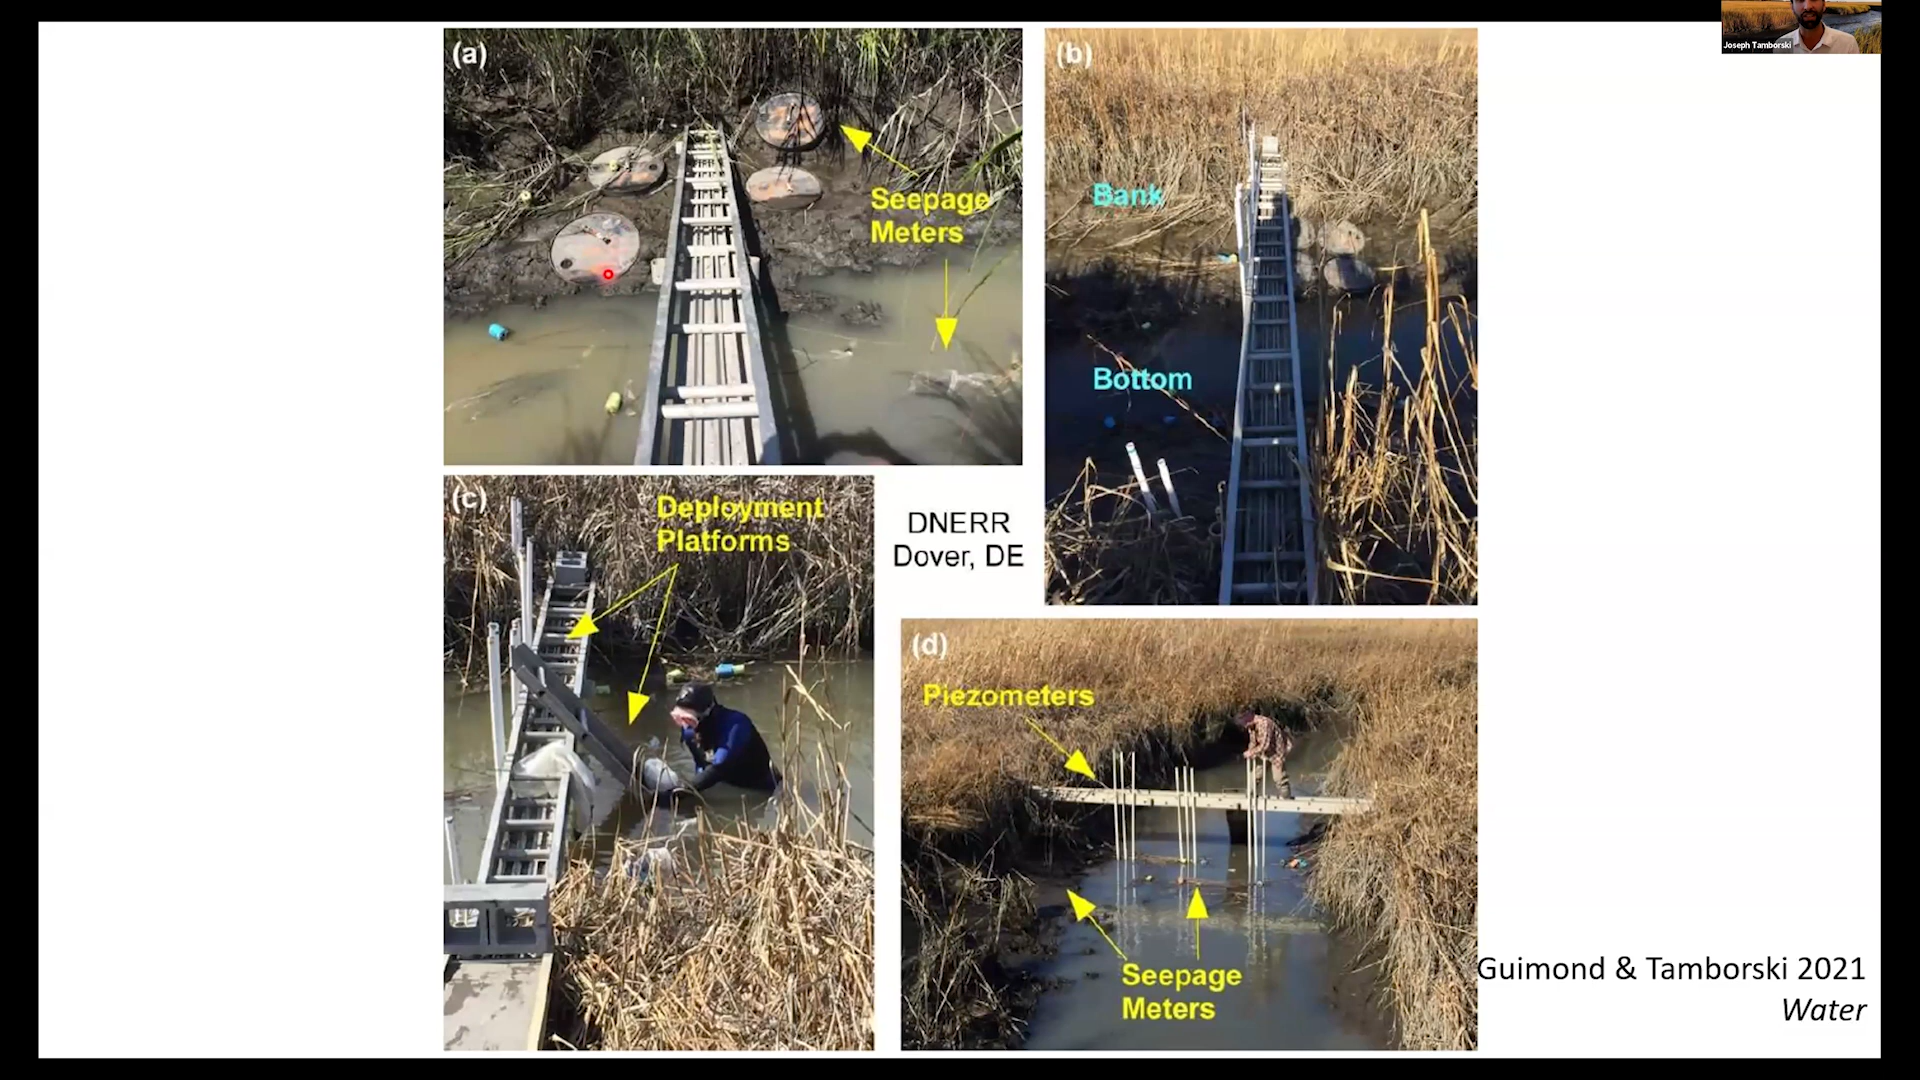 Joseph Tamborski
(a)
Seepage
Meters
(b)
Bank
Bottom
(c)
Deployment
Platforms
DNERR
Dover, DE
(d)
Piezometers
Seepage
Meters
Guimond & Tamborski 2021
Water